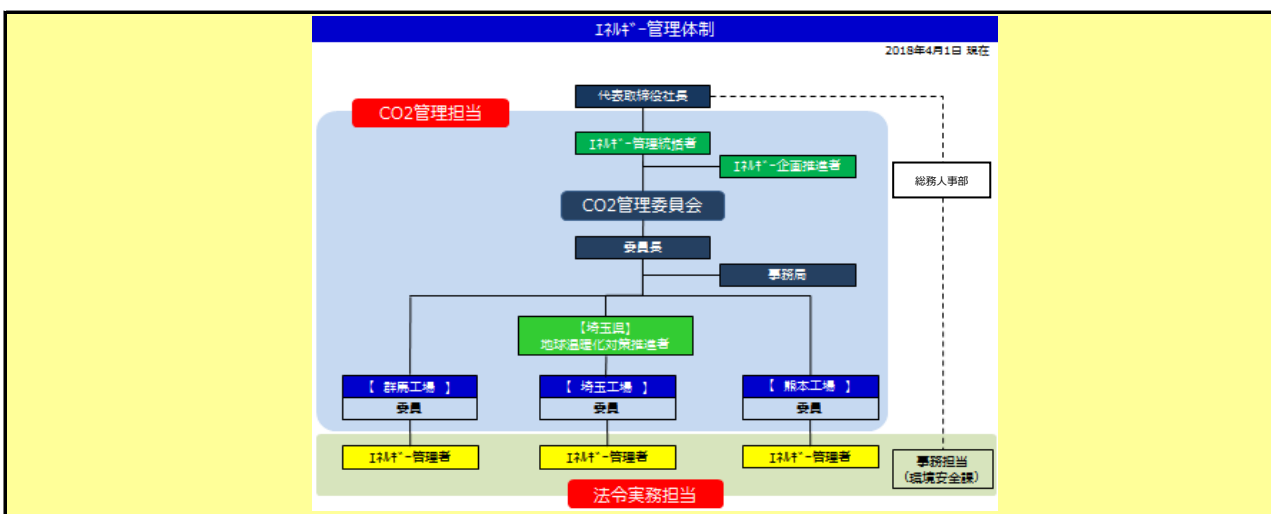 ｴﾈﾙｷﾞｰ管理体制
2018年4月1日 現在
代表取締役社長
CO2管理担当
ｴﾈﾙｷﾞｰ管理統括者
ｴﾈﾙｷﾞｰ企画推進者
総務人事部
CO2管理委員会
委員長
事務局
【埼玉県】
地球温暖化対策推進者
【 群馬工場 】
委員
【 埼玉工場 】
委員
【 熊本工場 】
委員
ｴﾈﾙｷﾞｰ管理者
ｴﾈﾙｷﾞｰ管理者
ｴﾈﾙｷﾞｰ管理者
事務担当
（環境安全課）
法令実務担当